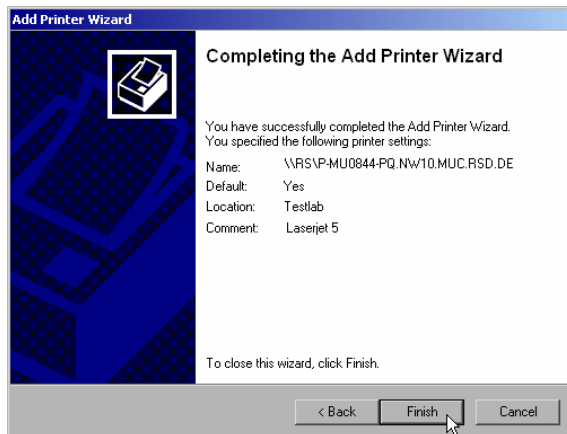 Add Printer Wizard
Completing the Add Printer Wizard
You have successfully completed the Add Printer Wizard.
You specified the following printer settings:
Name: \\RS\P-MU0844-PQ.NW10.MUC.RSD.DE
Default: Yes
Location: Testlab
Comment: Laserjet 5
To close this wizard, click Finish.
< Back Finish Cancel